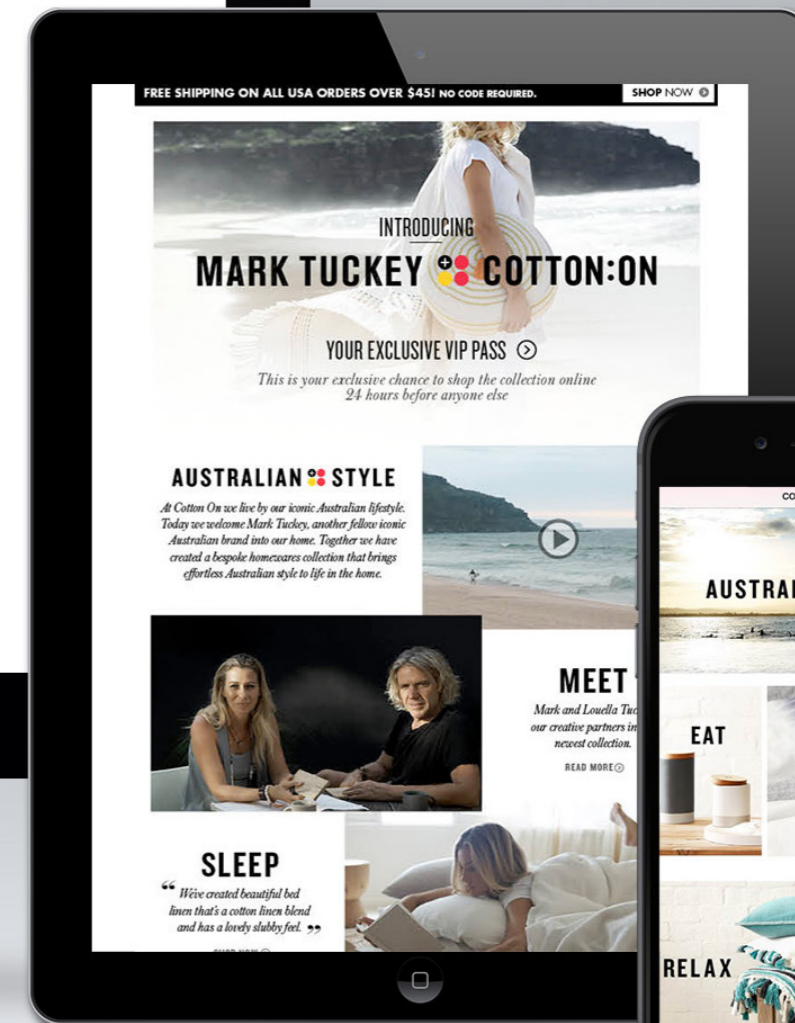 FREE SHIPPING ON ALL USA ORDERS OVER $45! NO CODE REQUIRED.
SHOP NOW
INTRODUCING
MARK TUCKEY COTTON:ON
YOUR EXCLUSIVE VIP PASS
This is your exclusive chance to shop the collection online
24 hours before anyone else
AUSTRALIAN STYLE
At Cotton On we live by our iconic Australian lifestyle.
Today we welcome Mark Tuckey, another fellow iconic
Australian brand into our home. Together we have
created a bespoke homewares collection that brings
effortless Australian style to life in the home.
MEET
Mark and Louella Tuc
our creative partners in
newest collection.
READ MORE
SLEEP
“ We've created beautiful bed
linen that's a cotton linen blend
and has a lovely slubby feel. ”
SHOP NOW
CO
AUSTRAL
EAT
RELAX